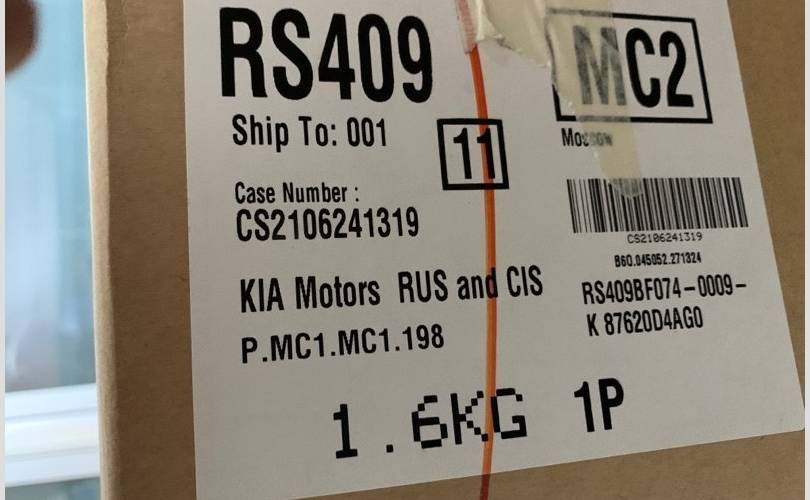 RS409
MC2
Ship To: 001
11
Moscow
Case Number :
CS2106241319
CS2106241319
B60.045052.271324
KIA Motors RUS and CIS
RS409BF074-0009-
K 87620D4AG0
P.MC1.MC1.198
1.6KG 1P